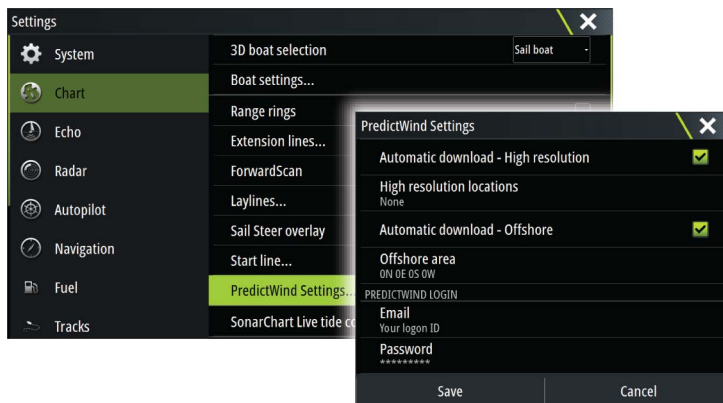 Settings
System
Chart
Echo
Radar
Autopilot
Navigation
Fuel
Tracks
3D boat selection
Sail boat
Boat settings...
Range rings
Extension lines...
ForwardScan
Laylines...
Sail Steer overlay
Start line...
PredictWind Settings...
SonarChart Live tide
PredictWind Settings
Automatic download - High resolution
High resolution locations
None
Automatic download - Offshore
Offshore area
0N 0E 0S 0W
PREDICTWIND LOGIN
Email
Your logon ID
Password
*********
Save
Cancel